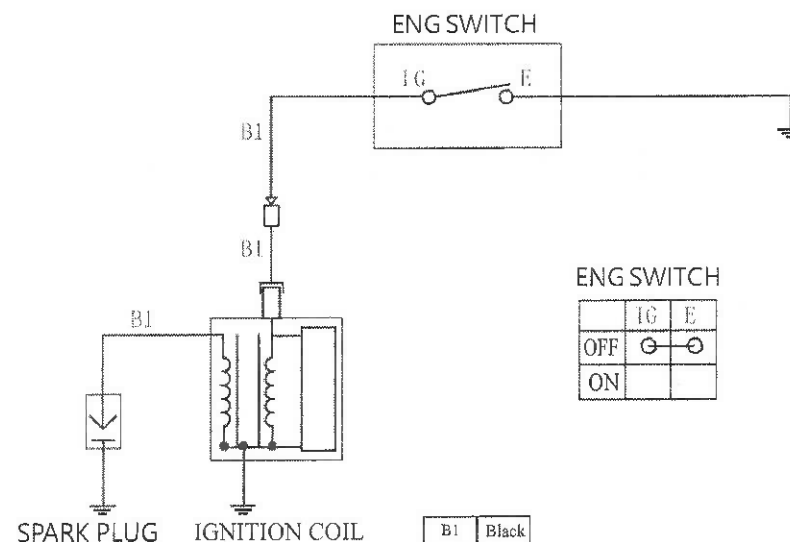 ENG SWITCH
IG E
B1
B1
B1
ENG SWITCH
IG E
OFF
ON
SPARK PLUG
IGNITION COIL
B1 Black